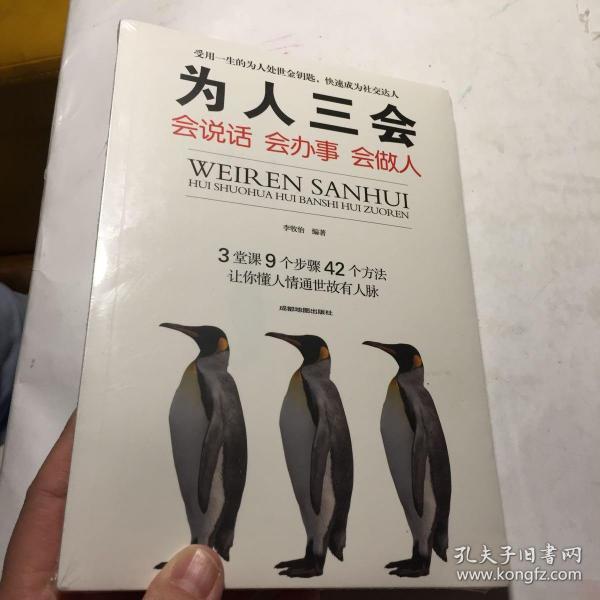 受用一生的为人处世金钥匙，快速成为社交达人
为人三会
会说话 会办事 会做人
WEIREN SANHUI
HUI SHUOHUA HUI BANSHI HUI ZUOREN
李牧怡 编著
3堂课9个步骤42个方法
让你懂人情通世故有人脉
成都地图出版社
孔夫子旧书网
www.kongfz.com